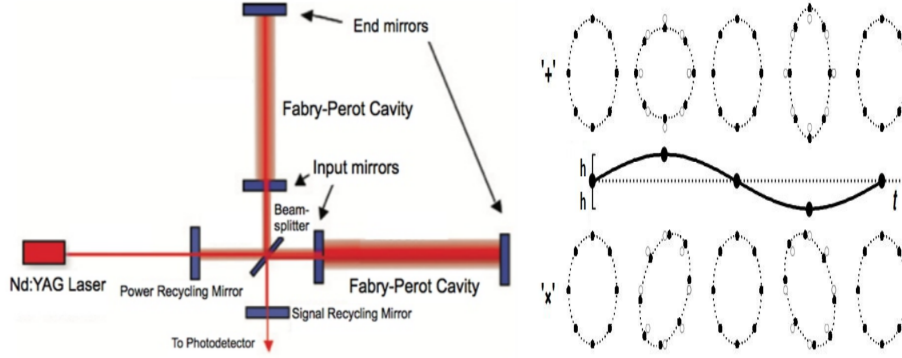 End mirrors
Fabry-Perot Cavity
Input mirrors
Beam-
splitter
Nd:YAG Laser
Power Recycling Mirror
Fabry-Perot Cavity
Signal Recycling Mirror
To Photodetector
'+'
h
h
t
'x'